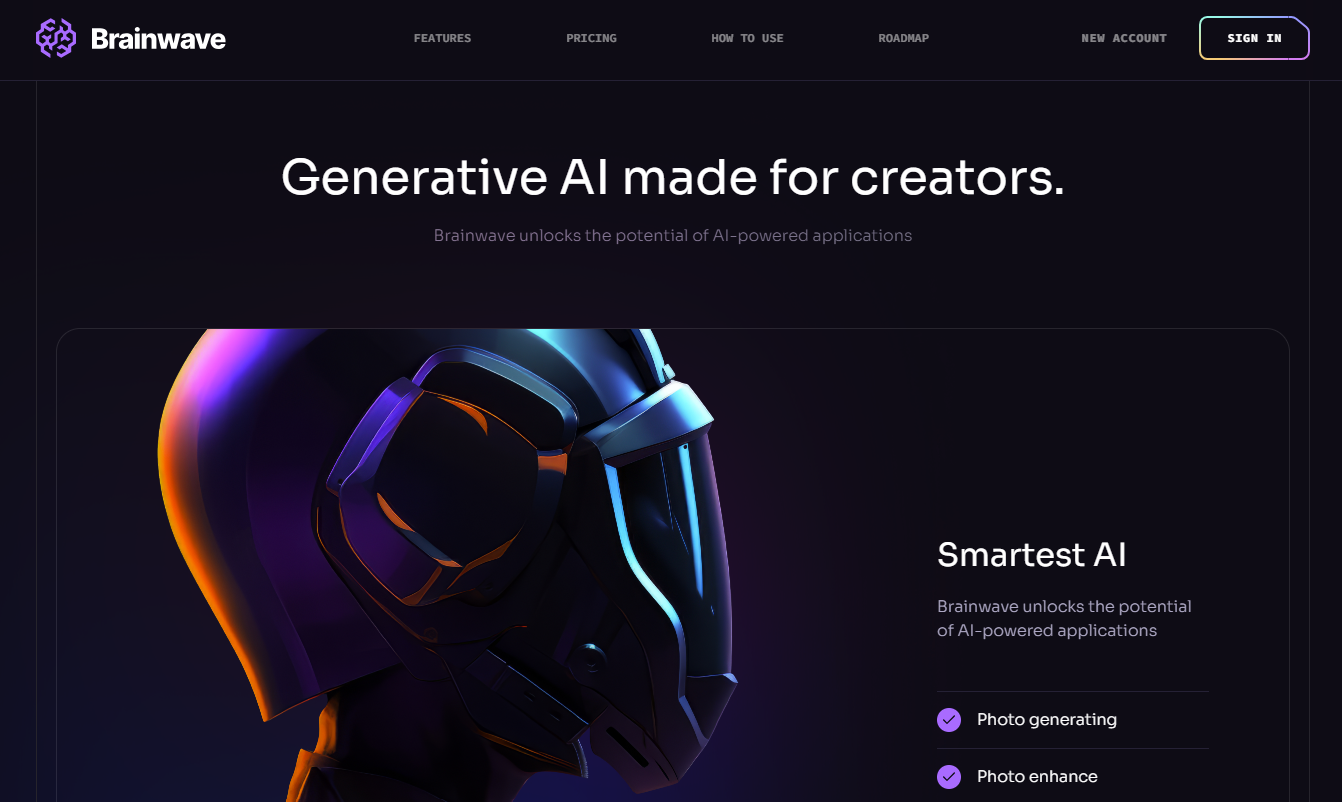 Brainwave
FEATURES
PRICING
HOW TO USE
ROADMAP
NEW ACCOUNT
SIGN IN
Generative AI made for creators.
Brainwave unlocks the potential of AI-powered applications
Smartest AI
Brainwave unlocks the potential
of AI-powered applications
Photo generating
Photo enhance